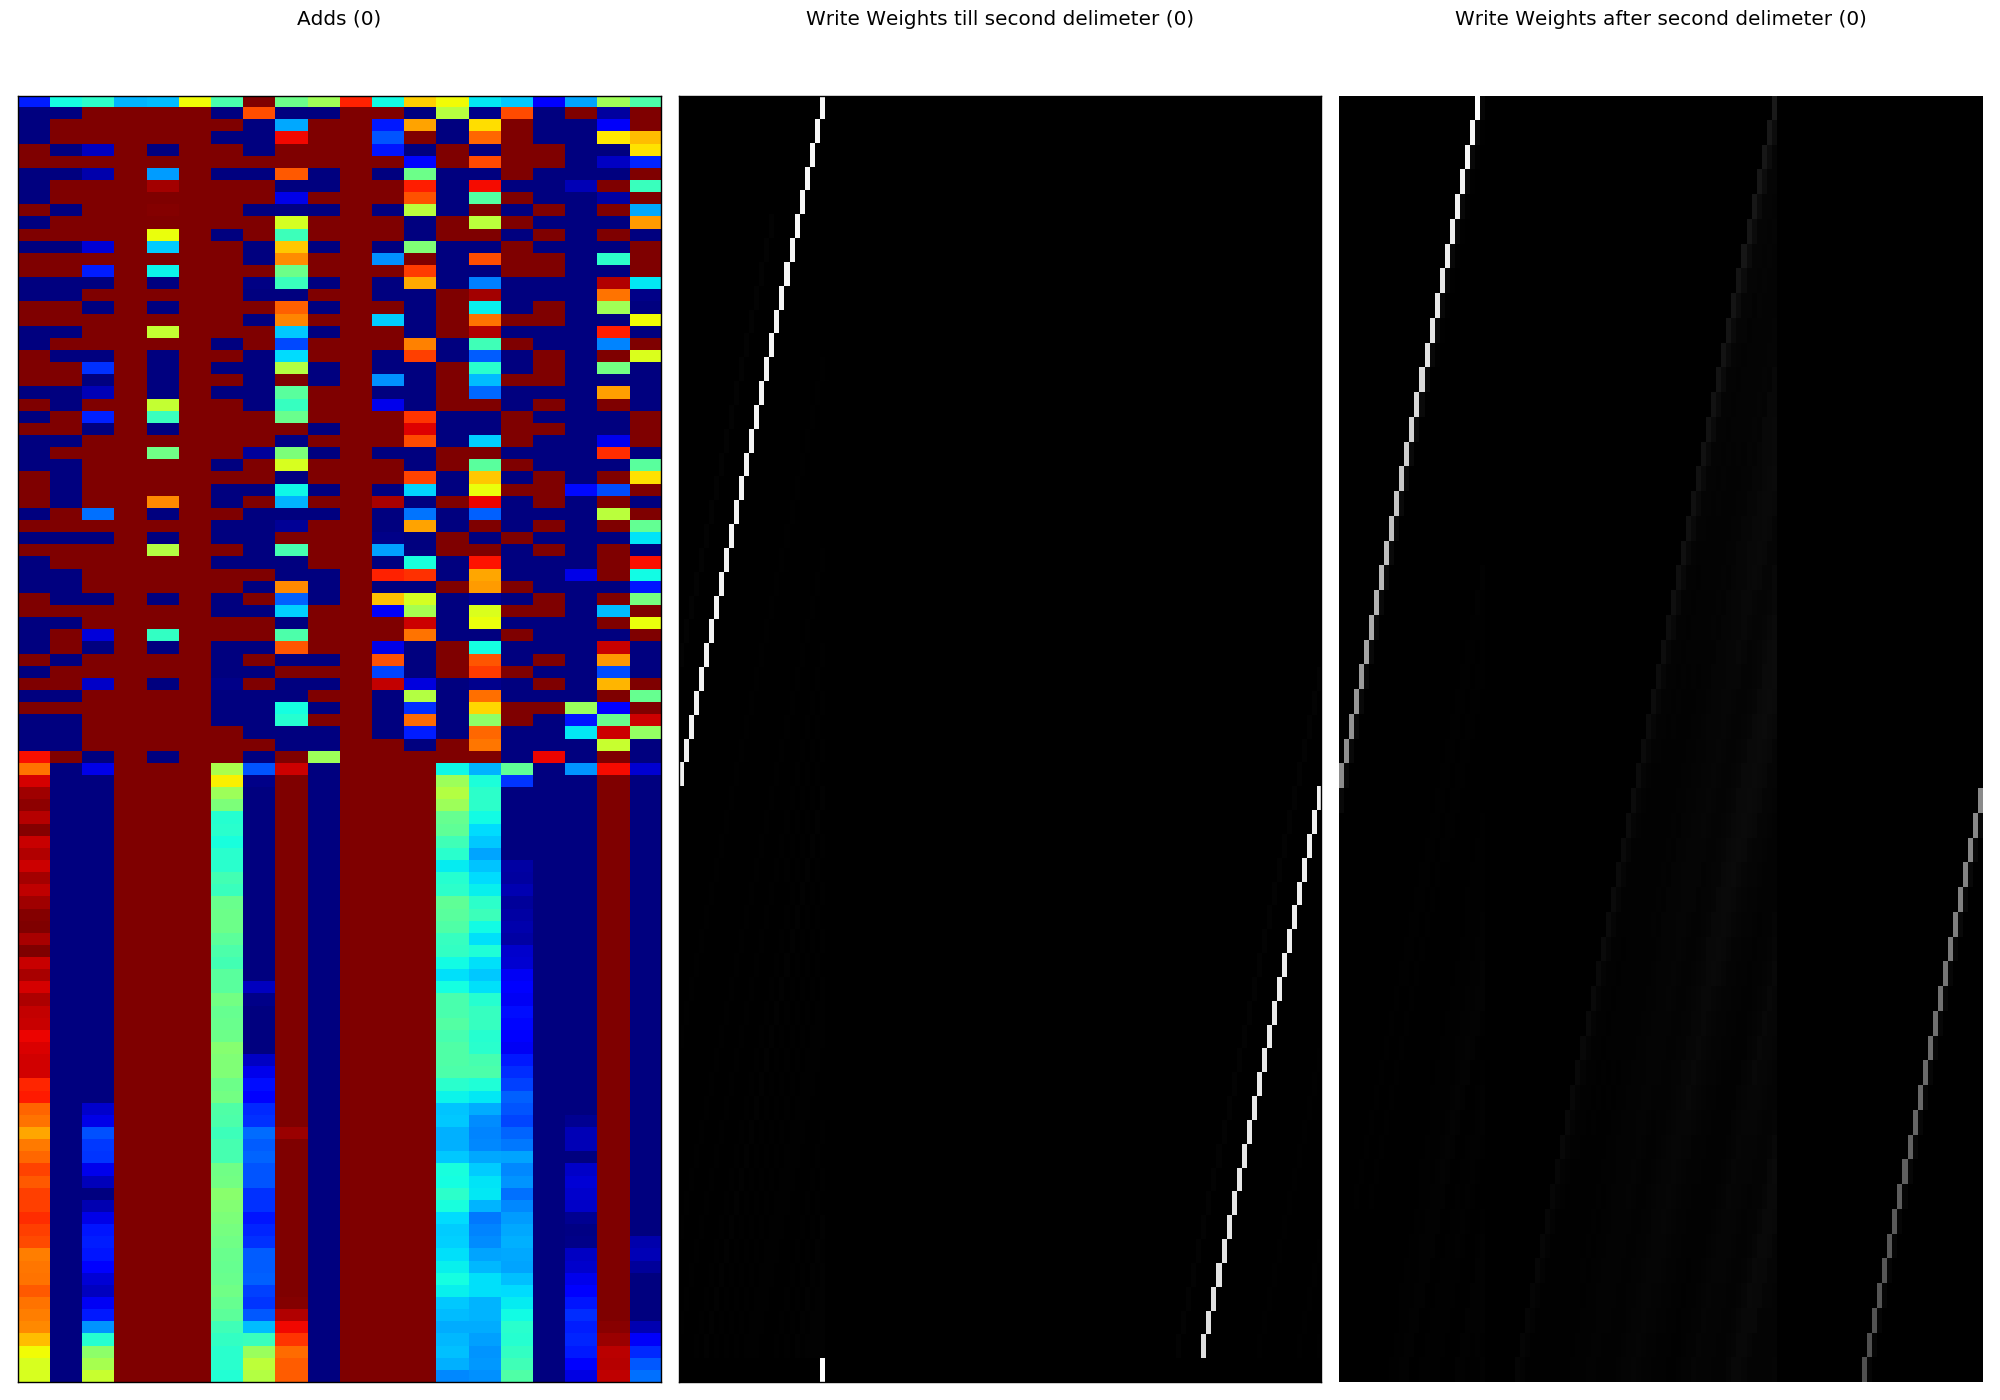 Adds (0)
Write Weights till second delimeter (0)
Write Weights after second delimeter (0)